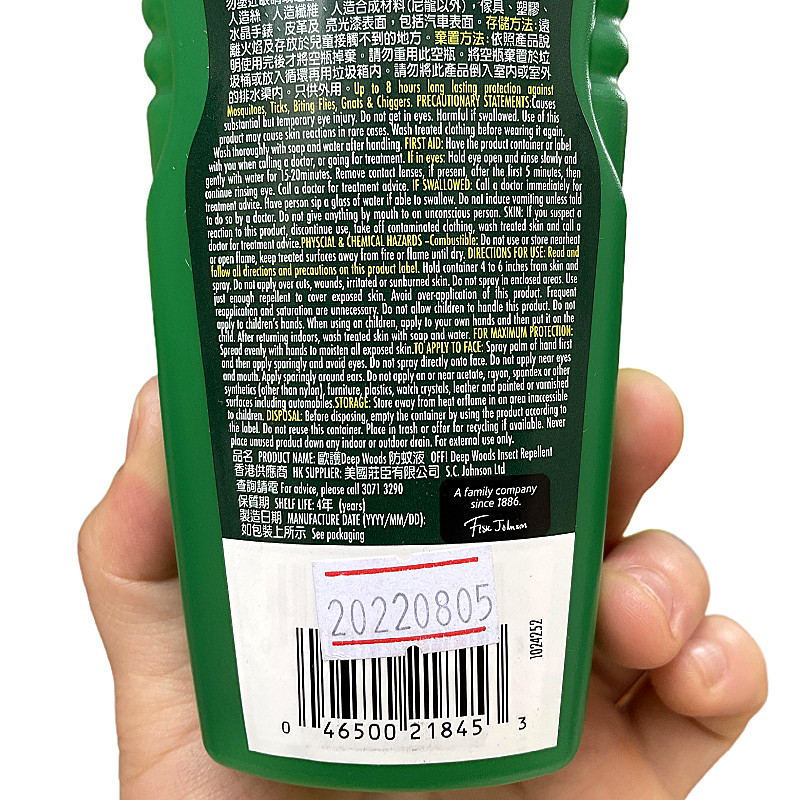 人造絲、人造纖維、人造合成材料(尼龍以外)，傢具、塑膠、
水晶手錶、皮革及 亮光漆表面，包括汽車表面。存儲方法:遠
離火焰及存放於兒童接觸不到的地方。棄置方法:依照產品說
明使用完後才將空瓶掉棄。請勿重用此空瓶。將空瓶棄置於垃
圾桶或放入循環再用垃圾箱内。請勿將此產品倒入室内或室外
的排水渠内。只供外用。Up to 8 hours long lasting protection against
Mosquitoes, Ticks, Biting Flies, Gnats & Chiggers. PRECAUTIONARY STATEMENTS:Causes
substantial but temporary eye injury. Do not get in eyes. Harmful if swallowed. Use of this
product may cause skin reactions in rare cases. Wash treated clothing before wearing it again.
Wash thoroughly with soap and water after handling. FIRST AID: Have the product container or label
with you when calling a doctor, or going for treatment. If in eyes: Hold eye open and rinse slowly and
gently with water for 15-20minutes. Remove contact lenses, if present, after the first 5 minutes, then
continue rinsing eye. Call a doctor for treatment advice. IF SWALLOWED: Call a doctor immediately for
treatment advice. Have person sip a glass of water if able to swallow. Do not induce vomiting unless told
to do so by a doctor. Do not give anything by mouth to an unconscious person. SKIN: If you suspect a
reaction to this product, discontinue use, take off contaminated clothing, wash treated skin and call a
doctor for treatment advice.PHYSCIAL & CHEMICAL HAZARDS –Combustible: Do not use or store nearheat
or open flame, keep treated surfaces away from fire or flame until dry. DIRECTIONS FOR USE: Read and
follow all directions and precautions on this product label. Hold container 4 to 6 inches from skin and
spray. Do not apply over cuts, wounds, irritated or sunburned skin. Do not spray in enclosed areas. Use
just enough repellent to cover exposed skin. Avoid over-application of this product. Frequent
reapplication and saturation are unnecessary. Do not allow children to handle this product. Do not
apply to children's hands. When using on children, apply to your own hands and then put it on the
child. After returning indoors, wash treated skin with soap and water. FOR MAXIMUM PROTECTION:
Spread evenly with hands to moisten all exposed skin.TO APPLY TO FACE: Spray palm of hand first
and then apply sparingly and avoid eyes. Do not spray directly onto face. Do not apply near eyes
and mouth. Apply sparingly around ears. Do not apply on or near acetate, rayon, spandex or other
synthetics (other than nylon), furniture, plastics, watch crystals, leather and painted or varnished
surfaces including automobiles.STORAGE: Store away from heat orflame in an area inaccessible
to children. DISPOSAL: Before disposing, empty the container by using the product according to
the label. Do not reuse this container. Place in trash or offer for recycling if available. Never
place unused product down any indoor or outdoor drain. For external use only.
品名 PRODUCT NAME: 歐護Deep Woods 防蚊液 OFF! Deep Woods Insect Repellent
香港供應商 HK SUPPLIER: 美國莊臣有限公司 S.C. Johnson Ltd
查詢請電 For advice, please call 3071 3290
保質期 SHELF LIFE: 4年 (years)
製造日期 MANUFACTURE DATE (YYYY/MM/DD):
如包裝上所示 See packaging
A family company
since 1886.
Fisk Johnson
20220805
1024252
0 46500 21845 3